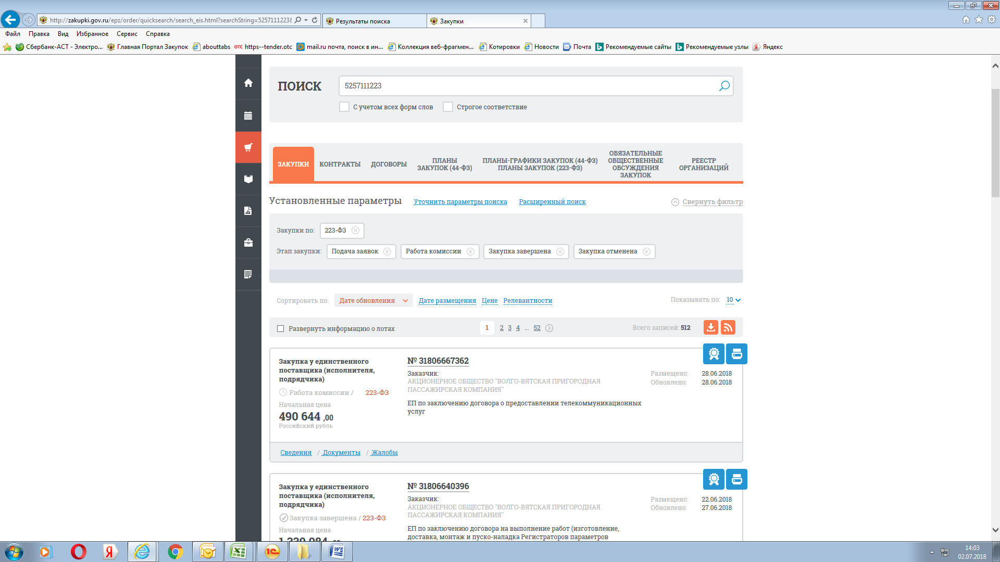 http://zakupki.gov.ru/epz/order/quicksearch/search_eis.html?searchString=5257111223&
Результаты поиска
Закупки
Файл Правка Вид Избранное Сервис Справка
Сбербанк-АСТ - Электро... Главная Портал Закупок abouttabs отс https--tender.otc mail.ru почта, поиск в ин... Коллекция веб-фрагмен... Котировки Новости Почта Рекомендуемые сайты Рекомендуемые узлы Яндекс
ПОИСК 5257111223
С учетом всех форм слов Строгое соответствие
ЗАКУПКИ
КОНТРАКТЫ
ДОГОВОРЫ
ПЛАНЫ
ЗАКУПОК (44-ФЗ)
ПЛАНЫ-ГРАФИКИ ЗАКУПОК (44-ФЗ)
ПЛАНЫ ЗАКУПОК (223-ФЗ)
ОБЯЗАТЕЛЬНЫЕ
ОБЩЕСТВЕННЫЕ
ОБСУЖДЕНИЯ
ЗАКУПОК
РЕЕСТР
ОРГАНИЗАЦИЙ
Установленные параметры Уточнить параметры поиска Расширенный поиск Свернуть фильтр
Закупки по: 223-ФЗ
Этап закупки: Подача заявок Работа комиссии Закупка завершена Закупка отменена
Сортировать по: Дате обновления Дате размещения Цене Релевантности Показывать по: 10
Развернуть информацию о лотах 1 2 3 4 ... 52 Всего записей: 512
Закупка у единственного
поставщика (исполнителя,
подрядчика)
Работа комиссии / 223-ФЗ
Начальная цена
490 644 ,00
Российский рубль
№ 31806667362
Заказчик:
АКЦИОНЕРНОЕ ОБЩЕСТВО "ВОЛГО-ВЯТСКАЯ ПРИГОРОДНАЯ
ПАССАЖИРСКАЯ КОМПАНИЯ"
ЕП по заключению договора о предоставлении телекоммуникационных
услуг
Размещено: 28.06.2018
Обновлено: 28.06.2018
Сведения / Документы / Жалобы
Закупка у единственного
поставщика (исполнителя,
подрядчика)
Закупка завершена / 223-ФЗ
Начальная цена
№ 31806640396
Заказчик:
АКЦИОНЕРНОЕ ОБЩЕСТВО "ВОЛГО-ВЯТСКАЯ ПРИГОРОДНАЯ
ПАССАЖИРСКАЯ КОМПАНИЯ"
ЕП по заключению договора на выполнение работ (изготовление,
доставка, монтаж и пуско-наладка Регистраторов параметров
Размещено: 22.06.2018
Обновлено: 27.06.2018
14:03
02.07.2018